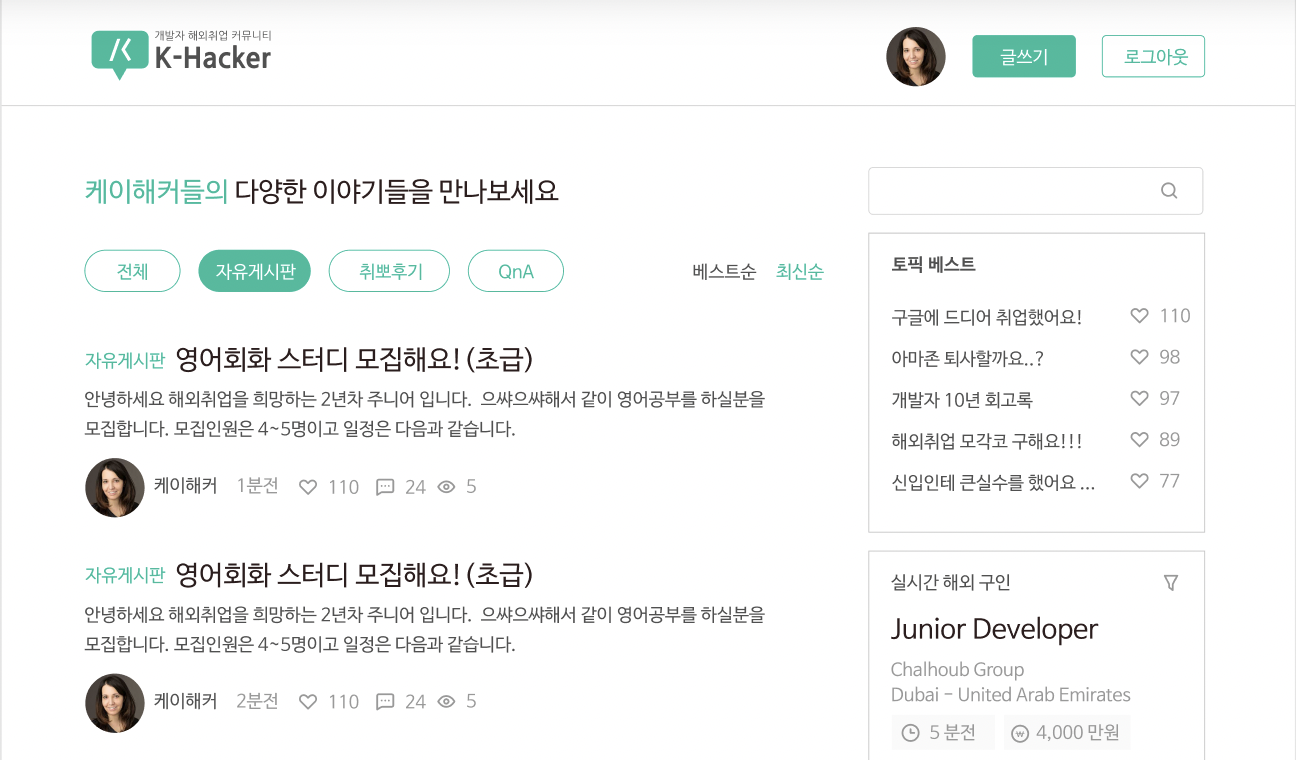 개발자 해외취업 커뮤니티
K-Hacker
글쓰기
로그아웃
케이해커들의 다양한 이야기들을 만나보세요
전체
자유게시판
취뽀후기
QnA
베스트순
최신순
자유게시판 영어회화 스터디 모집해요! (초급)
안녕하세요 해외취업을 희망하는 2년차 주니어 입니다. 으쌰으쌰해서 같이 영어공부를 하실분을
모집합니다. 모집인원은 4~5명이고 일정은 다음과 같습니다.
케이해커 1분전 110 24 5
자유게시판 영어회화 스터디 모집해요! (초급)
안녕하세요 해외취업을 희망하는 2년차 주니어 입니다. 으쌰으쌰해서 같이 영어공부를 하실분을
모집합니다. 모집인원은 4~5명이고 일정은 다음과 같습니다.
케이해커 2분전 110 24 5
토픽 베스트
구글에 드디어 취업했어요! 110
아마존 퇴사할까요..? 98
개발자 10년 회고록 97
해외취업 모각코 구해요!!! 89
신입인데 큰실수를 했어요 ... 77
실시간 해외 구인
Junior Developer
Chalhoub Group
Dubai - United Arab Emirates
5 분전
4,000 만원